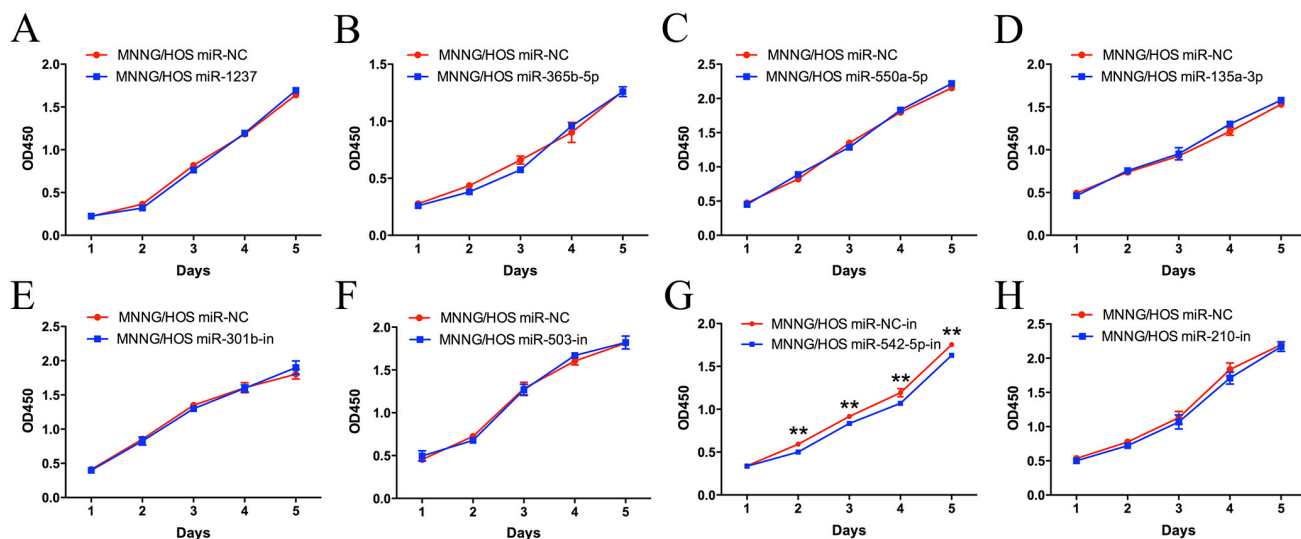 A
MNNG/HOS miR-NC
MNNG/HOS miR-1237
OD450
2.0
1.5
1.0
0.5
0.0
1 2 3 4 5
Days
B
MNNG/HOS miR-NC
MNNG/HOS miR-365b-5p
OD450
1.5
1.0
0.5
0.0
1 2 3 4 5
Days
C
MNNG/HOS miR-NC
MNNG/HOS miR-550a-5p
OD450
2.5
2.0
1.5
1.0
0.5
0.0
1 2 3 4 5
Days
D
MNNG/HOS miR-NC
MNNG/HOS miR-135a-3p
OD450
2.0
1.5
1.0
0.5
0.0
1 2 3 4 5
Days
E
MNNG/HOS miR-NC
MNNG/HOS miR-301b-in
OD450
2.5
2.0
1.5
1.0
0.5
0.0
1 2 3 4 5
Days
F
MNNG/HOS miR-NC
MNNG/HOS miR-503-in
OD450
2.0
1.5
1.0
0.5
0.0
1 2 3 4 5
Days
G
MNNG/HOS miR-NC-in
MNNG/HOS miR-542-5p-in
OD450
2.0
1.5
1.0
0.5
0.0
** ** ** **
1 2 3 4 5
Days
H
MNNG/HOS miR-NC
MNNG/HOS miR-210-in
OD450
2.5
2.0
1.5
1.0
0.5
0.0
1 2 3 4 5
Days